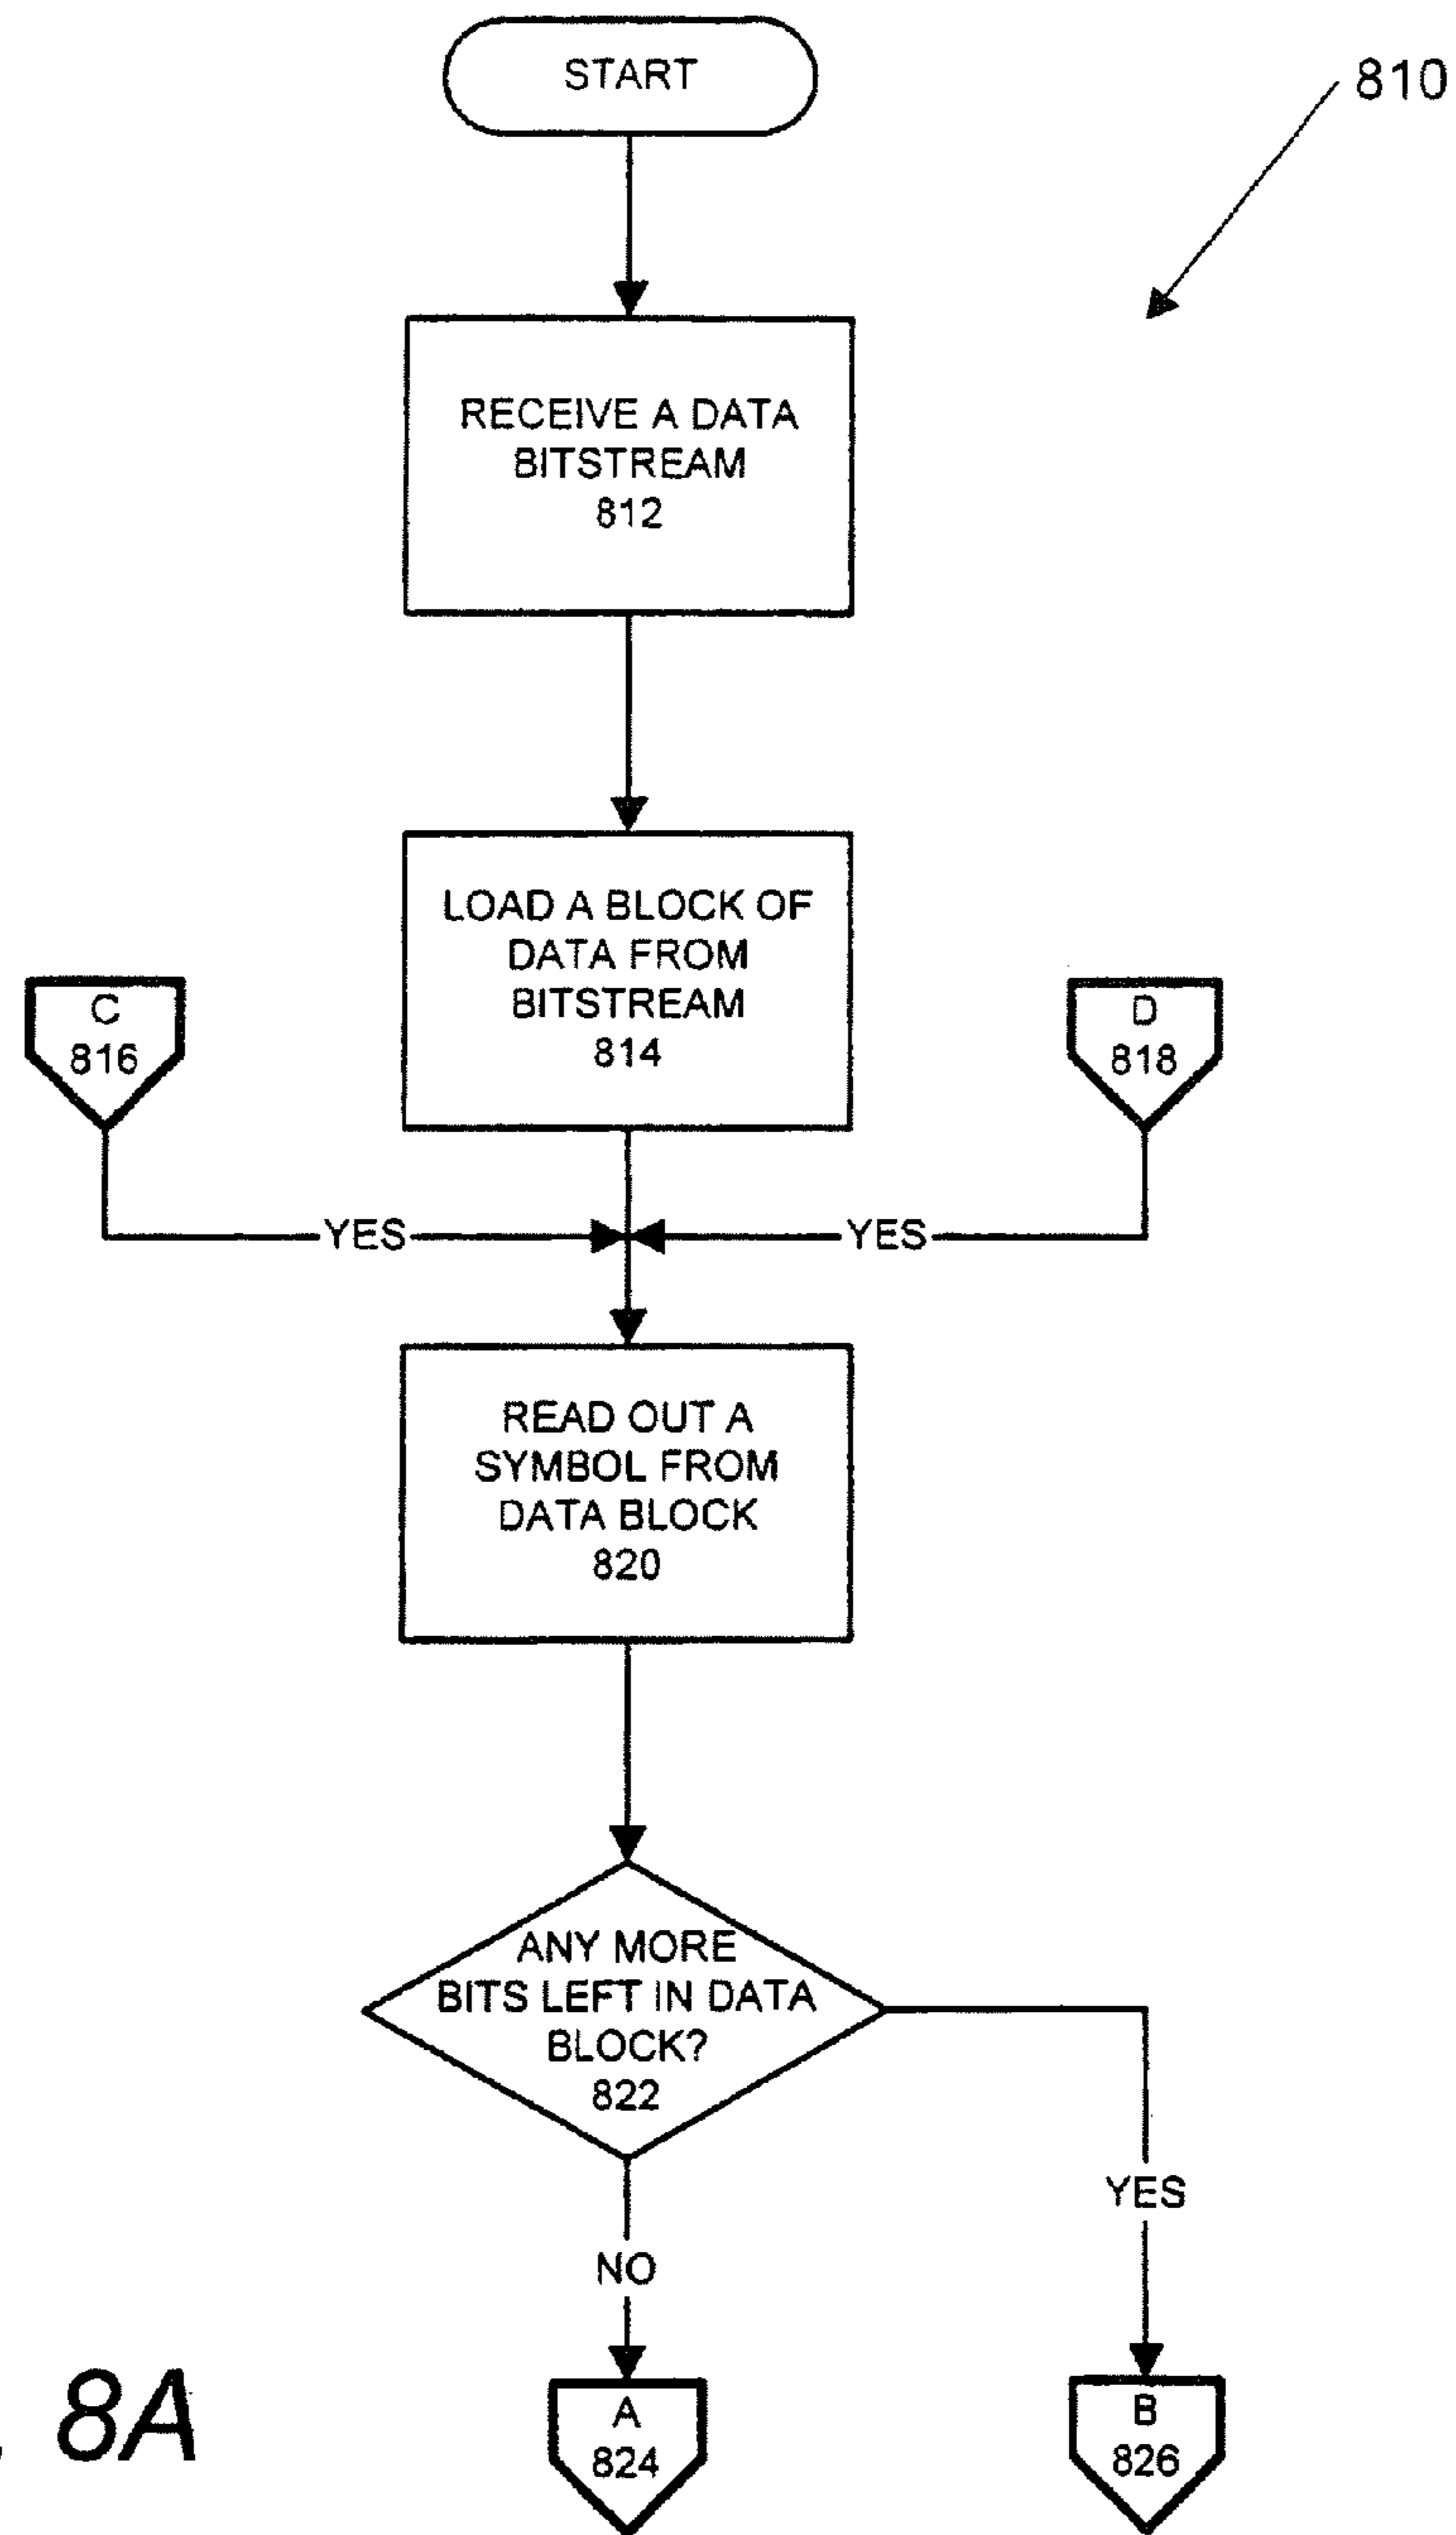 START
810
RECEIVE A DATA
BITSTREAM
812
LOAD A BLOCK OF
DATA FROM
BITSTREAM
814
C
816
D
818
YES
YES
READ OUT A
SYMBOL FROM
DATA BLOCK
820
ANY MORE
BITS LEFT IN DATA
BLOCK?
822
YES
NO
A
824
B
826
. 8A